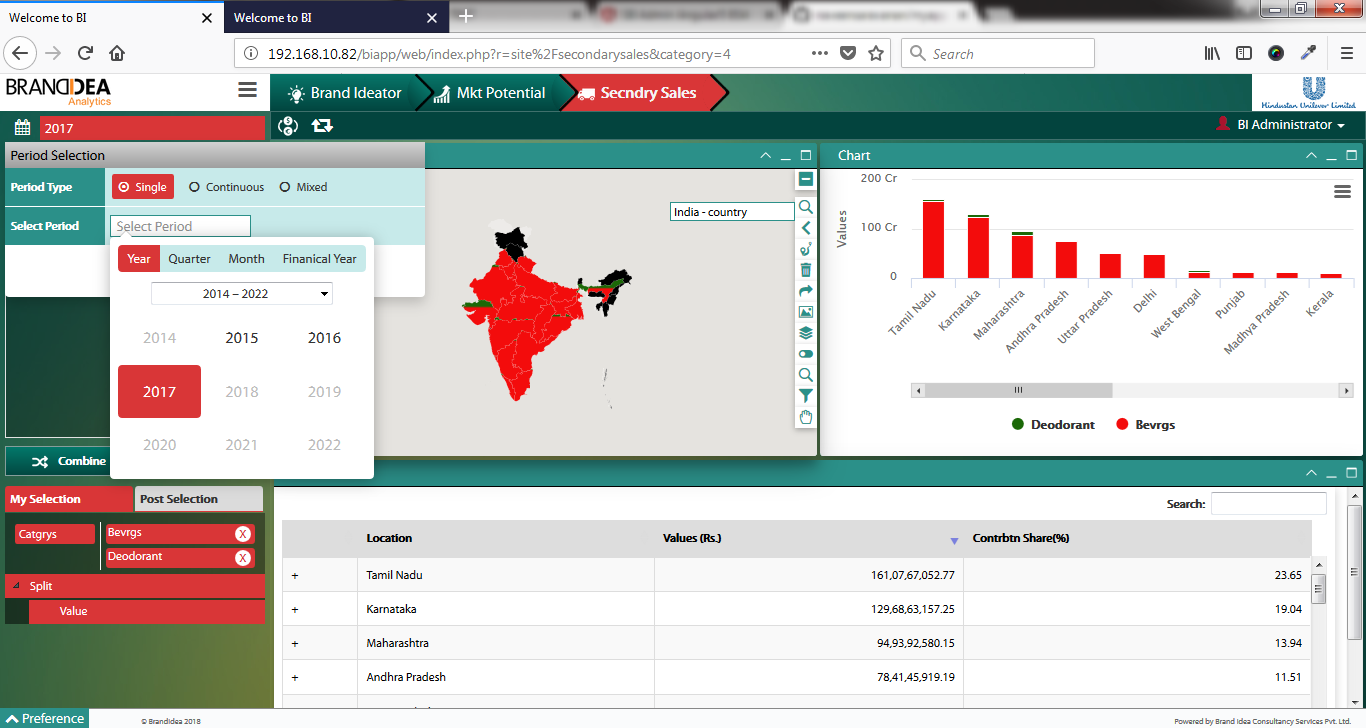 Welcome to BI
Welcome to BI
192.168.10.82/biapp/web/index.php?r=site%2Fsecondarysales&category=4
Search
BRANDIDEA
Analytics
Brand Ideator
Mkt Potential
Secndry Sales
Hindustan Unilever Limited
2017
BI Administrator
Period Selection
Period Type
Single
Continuous
Mixed
Select Period
Select Period
Year
Quarter
Month
Finanical Year
2014 – 2022
2014
2015
2016
2017
2018
2019
2020
2021
2022
India - country
Chart
Values
200 Cr
100 Cr
0
Tamil Nadu
Karnataka
Maharashtra
Andhra Pradesh
Uttar Pradesh
Delhi
West Bengal
Punjab
Madhya Pradesh
Kerala
Deodorant
Bevrgs
Combine
My Selection
Post Selection
Catgrys
Bevrgs
X
Deodorant
X
Split
Value
Search:
Location
Values (Rs.)
Contrbtn Share(%)
+ Tamil Nadu 161,07,67,052.77 23.65
+ Karnataka 129,68,63,157.25 19.04
+ Maharashtra 94,93,92,580.15 13.94
+ Andhra Pradesh 78,41,45,919.19 11.51
Preference
© BrandIdea 2018
Powered by Brand Idea Consultancy Services Pvt. Ltd.